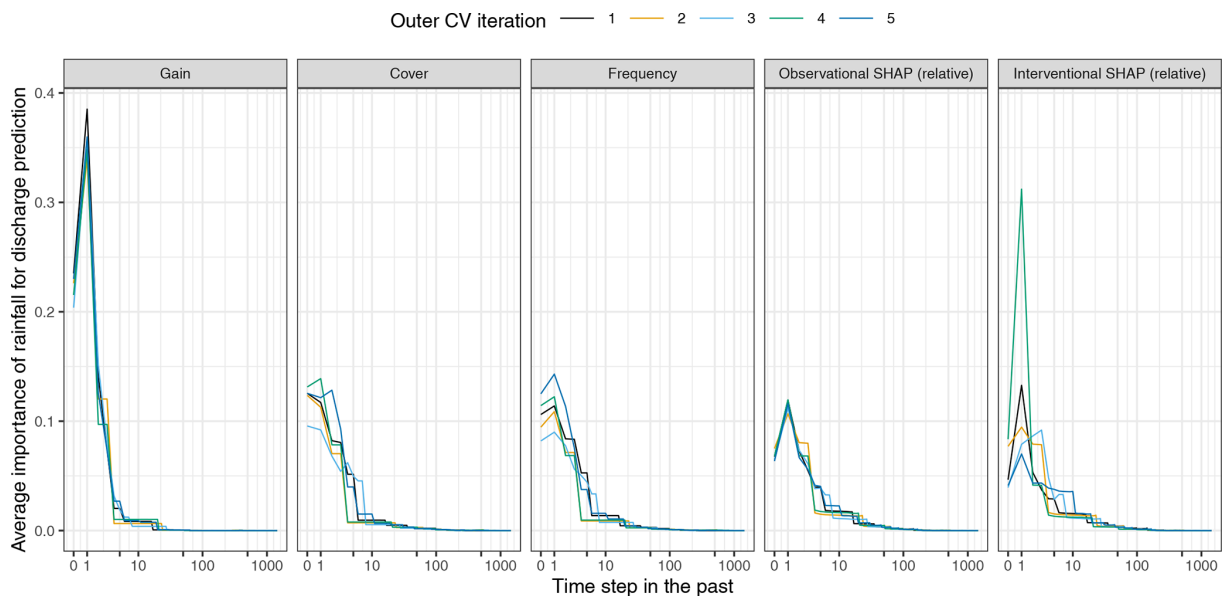 Outer CV iteration 1 2 3 4 5
Gain Cover Frequency Observational SHAP (relative) Interventional SHAP (relative)
Average importance of rainfall for discharge prediction
0.4
0.3
0.2
0.1
0.0
0 1 10 100 1000 0 1 10 100 1000 0 1 10 100 1000 0 1 10 100 1000 0 1 10 100 1000
Time step in the past